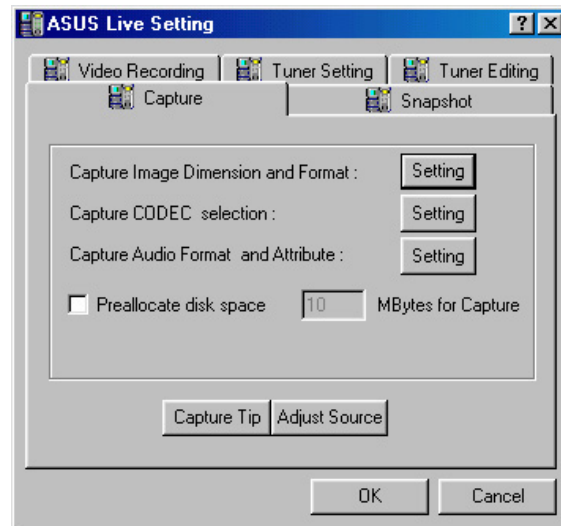 ASUS Live Setting
Video Recording
Tuner Setting
Tuner Editing
Capture
Snapshot
Capture Image Dimension and Format : Setting
Capture CODEC selection : Setting
Capture Audio Format and Attribute : Setting
Preallocate disk space 10 MBytes for Capture
Capture Tip Adjust Source
OK Cancel